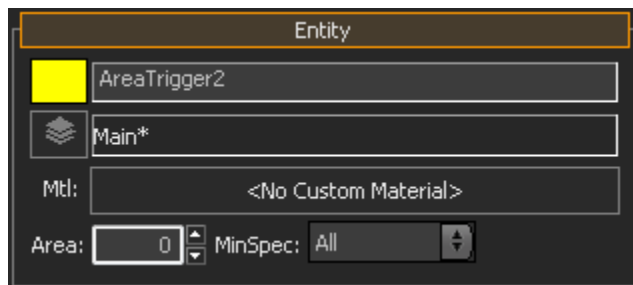 Entity
AreaTrigger2
Main*
Mtl: <No Custom Material>
Area: 0 MinSpec: All